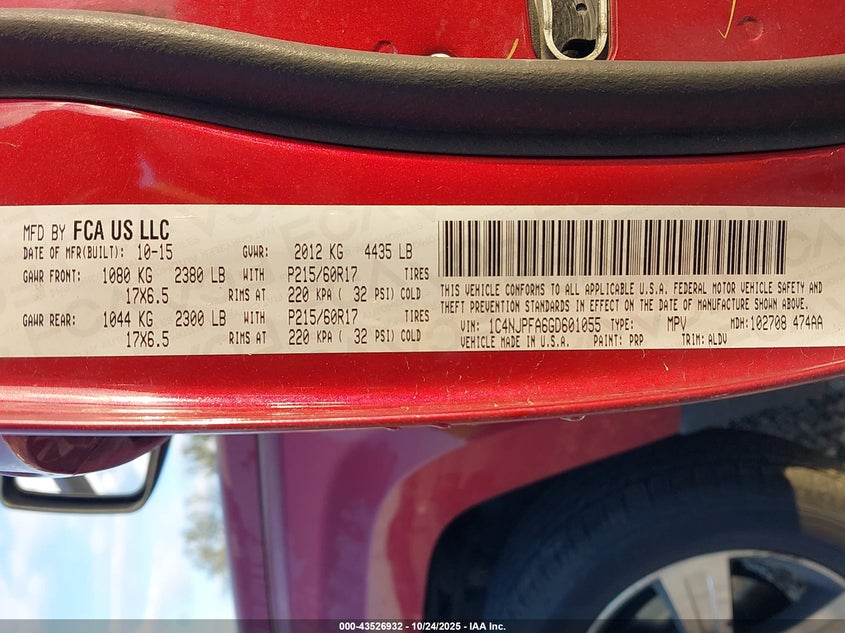 MFD BY FCA US LLC
DATE OF MFR(BUILT): 10-15 GVWR: 2012 KG 4435 LB
GAWR FRONT: 1080 KG 2380 LB WITH P215/60R17 TIRES
17X6.5 RIMS AT 220 KPA ( 32 PSI) COLD
GAWR REAR: 1044 KG 2300 LB WITH P215/60R17 TIRES
17X6.5 RIMS AT 220 KPA ( 32 PSI) COLD
THIS VEHICLE CONFORMS TO ALL APPLICABLE U.S.A. FEDERAL MOTOR VEHICLE SAFETY AND
THEFT PREVENTION STANDARDS IN EFFECT ON THE DATE OF MANUFACTURE SHOWN ABOVE.
VIN: 1C4NJPFA6GD601055 TYPE: MPV MDH:102708 474AA
VEHICLE MADE IN U.S.A. PAINT: PRP TRIM: ALDV
000-43526932 - 10/24/2025 - IAA Inc.